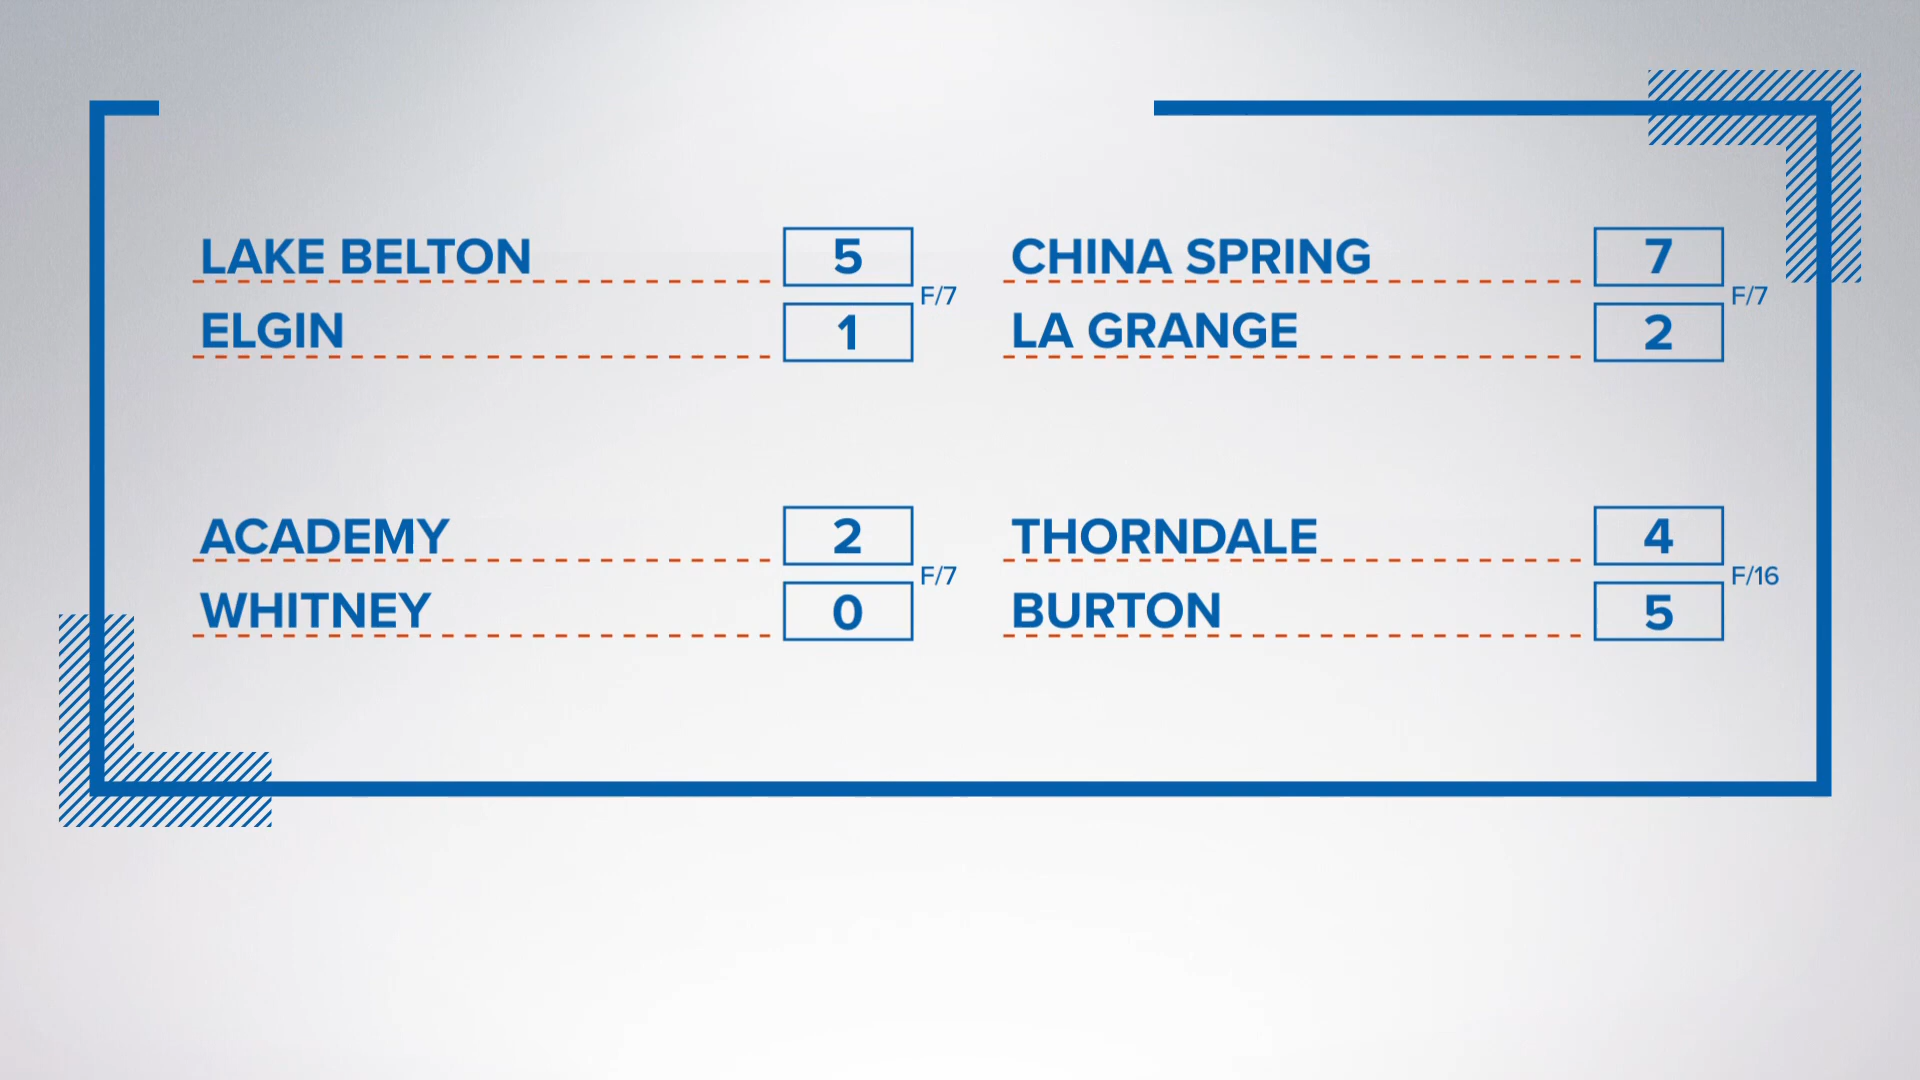 LAKE BELTON 5
F/7
ELGIN 1
CHINA SPRING 7
F/7
LA GRANGE 2
ACADEMY 2
F/7
WHITNEY 0
THORNDALE 4
F/16
BURTON 5